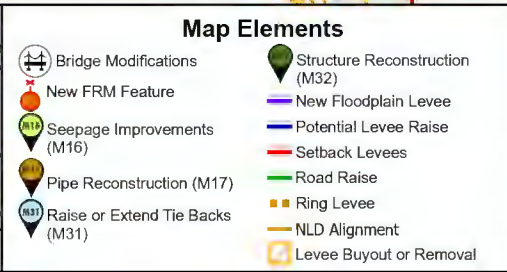 Map Elements
Bridge Modifications
New FRM Feature
M16
Seepage Improvements
(M16)
Pipe Reconstruction (M17)
M31
Raise or Extend Tie Backs
(M31)
Structure Reconstruction
(M32)
New Floodplain Levee
Potential Levee Raise
Setback Levees
Road Raise
Ring Levee
NLD Alignment
Levee Buyout or Removal